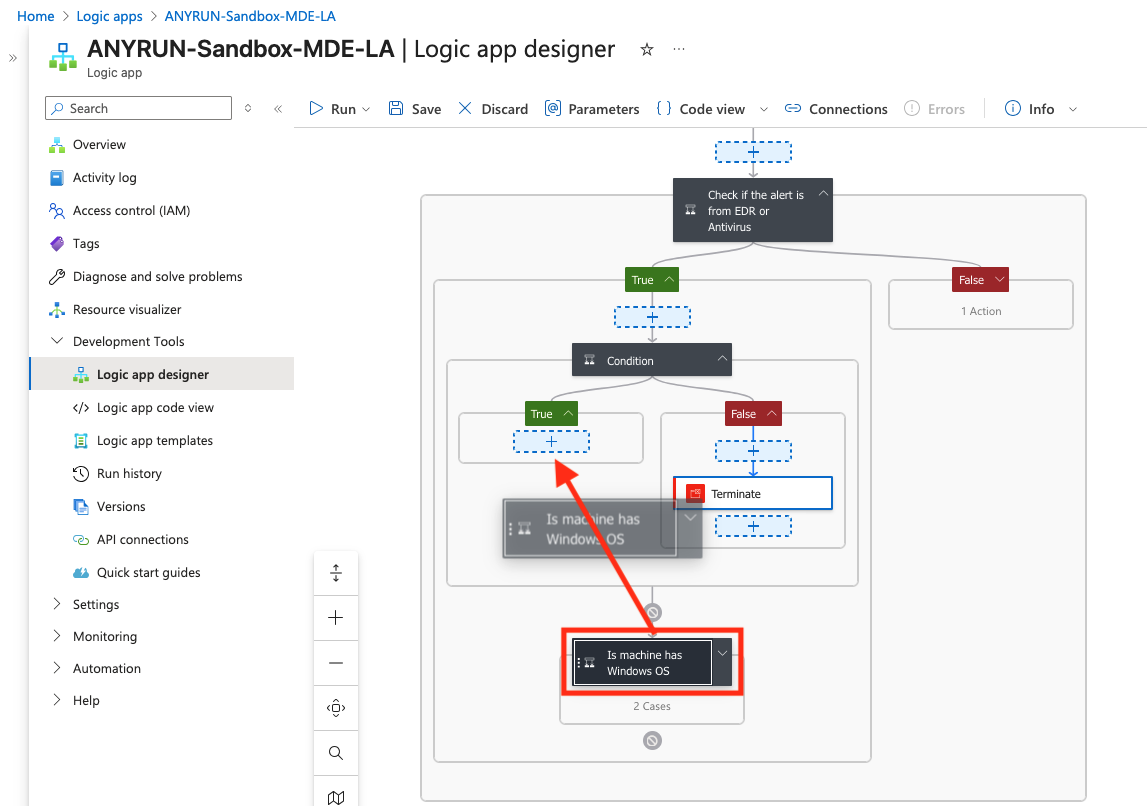 Home > Logic apps > ANYRUN-Sandbox-MDE-LA
ANYRUN-Sandbox-MDE-LA | Logic app designer
Logic app
Search
Run
Save
Discard
Parameters
Code view
Connections
Errors
Info
Overview
Activity log
Access control (IAM)
Tags
Diagnose and solve problems
Resource visualizer
Development Tools
Logic app designer
Logic app code view
Logic app templates
Run history
Versions
API connections
Quick start guides
Settings
Monitoring
Automation
Help
Check if the alert is
from EDR or
Antivirus
True
False
1 Action
Condition
True
False
Terminate
Is machine has
Windows OS
Is machine has
Windows OS
2 Cases